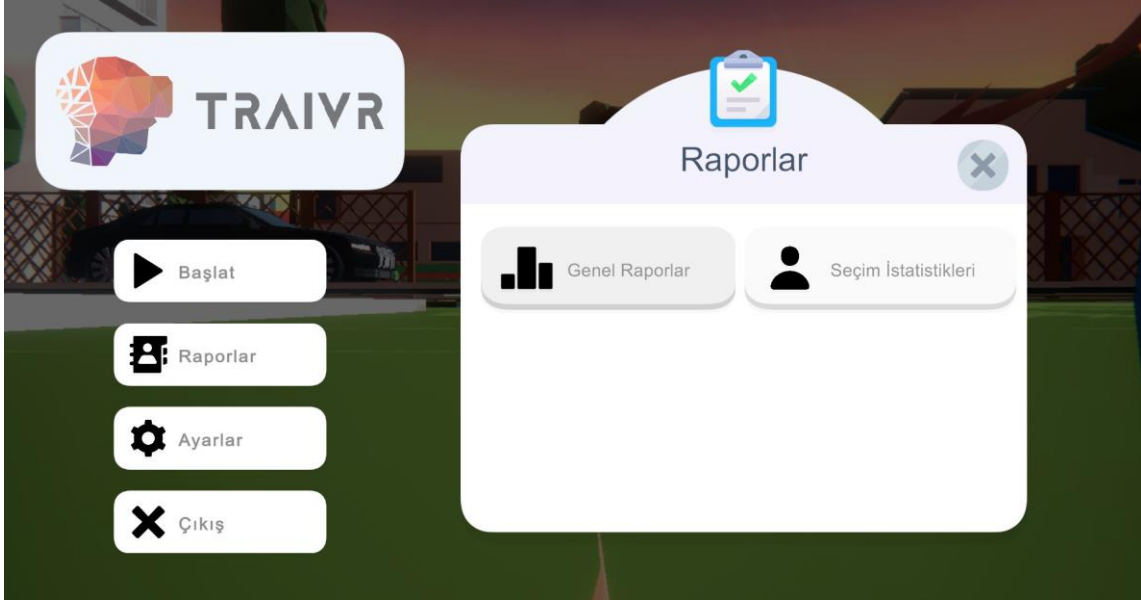 TRAIVR
Başlat
Raporlar
Ayarlar
Çıkış
Raporlar
Genel Raporlar
Seçim İstatistikleri